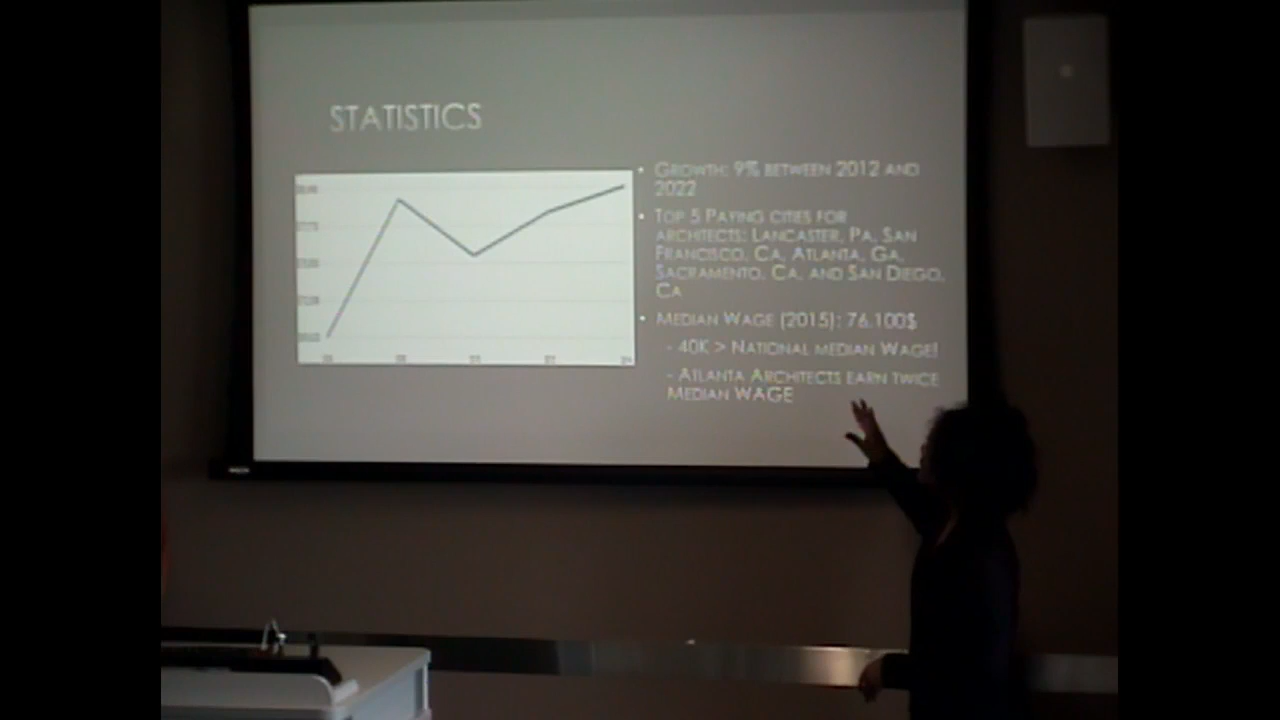 STATISTICS
GROWTH: 9% BETWEEN 2012 AND
2022
TOP 5 PAYING CITIES FOR
ARCHITECTS: LANCASTER, PA, SAN
FRANCISCO, CA, ATLANTA, GA,
SACRAMENTO, CA, AND SAN DIEGO,
CA
MEDIAN WAGE (2015): 76.100$
- 40K > NATIONAL MEDIAN WAGE!
- ATLANTA ARCHITECTS EARN TWICE
MEDIAN WAGE